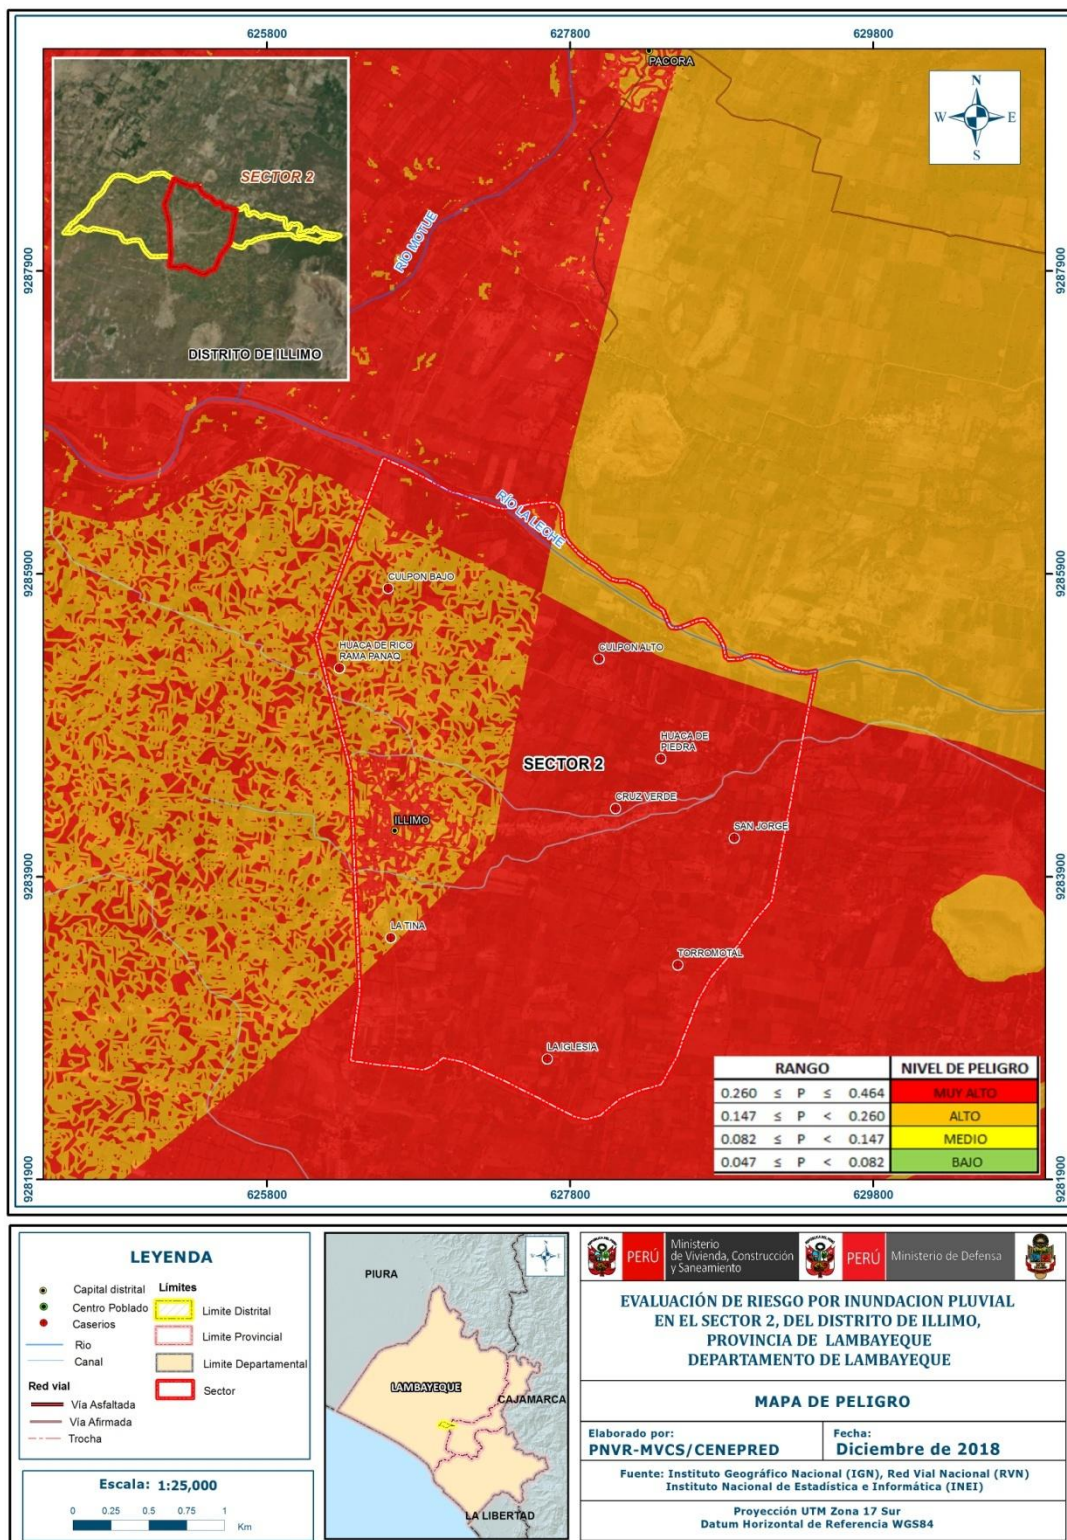 625800
627800
629800
PACORA
N
W
E
S
SECTOR 2
RÍO MOTUE
9287900
9287900
DISTRITO DE ILLIMO
RÍO LA LECHE
9285900
9285900
CULPON BAJO
HUACA DE RICO
RAMA PANAQ
CULPON ALTO
HUACA DE
PIEDRA
SECTOR 2
CRUZ VERDE
ILLIMO
SAN JORGE
9283900
9283900
LA TINA
TORROMOTAL
LA IGLESIA
RANGO NIVEL DE PELIGRO
0.260 ≤ P ≤ 0.464 MUY ALTO
0.147 ≤ P < 0.260 ALTO
0.082 ≤ P < 0.147 MEDIO
0.047 ≤ P < 0.082 BAJO
9281900
9281900
625800
627800
629800
LEYENDA
Capital distrital
Centro Poblado
Caserios
Rio
Canal
Red vial
Vía Asfaltada
Vía Afirmada
Trocha
Límites
Limite Distrital
Limite Provincial
Limite Departamental
Sector
Escala: 1:25,000
0 0.25 0.5 0.75 1
Km
PIURA
LAMBAYEQUE
CAJAMARCA
LA LIBERTAD
PERÚ
Ministerio
de Vivienda, Construcción
y Saneamiento
PERÚ
Ministerio de Defensa
EVALUACIÓN DE RIESGO POR INUNDACION PLUVIAL
EN EL SECTOR 2, DEL DISTRITO DE ILLIMO,
PROVINCIA DE LAMBAYEQUE
DEPARTAMENTO DE LAMBAYEQUE
MAPA DE PELIGRO
Elaborado por:
PNVR-MVCS/CENEPRED
Fecha:
Diciembre de 2018
Fuente: Instituto Geográfico Nacional (IGN), Red Vial Nacional (RVN)
Instituto Nacional de Estadística e Informática (INEI)
Proyección UTM Zona 17 Sur
Datum Horizontal de Referencia WGS84